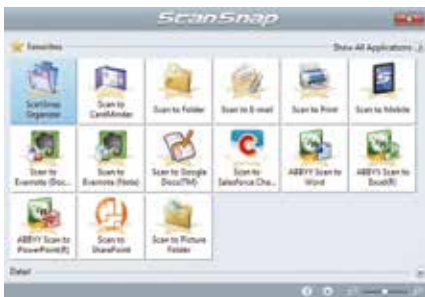 ScanSnap
Favorites
Show All Applications
ScanSnap Organizer
Scan to CardMinder
Scan to Folder
Scan to E-mail
Scan to Print
Scan to Mobile
Scan to Evernote (Doc...
Scan to Evernote (Note)
Scan to Google Docs(TM)
Scan to Salesforce Cha...
ABBYY Scan to Word
ABBYY Scan to Excel(R)
ABBYY Scan to PowerPoint(R)
Scan to SharePoint
Scan to Picture Folder
Detail